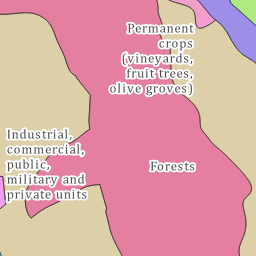 Permanent
crops
(vineyards,
fruit trees,
olive groves)
Industrial,
commercial,
public,
military and
private units
Forests